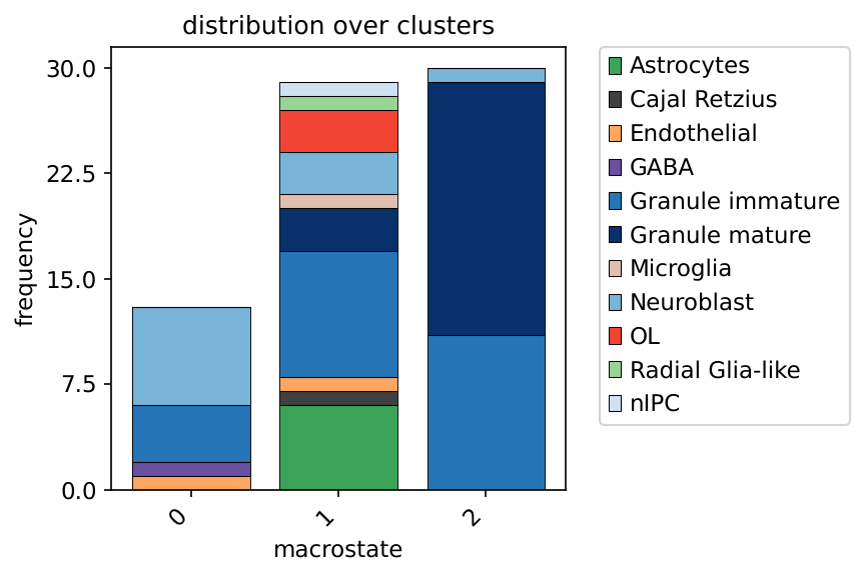 distribution over clusters
frequency
30.0
22.5
15.0
7.5
0.0
0
1
2
macrostate
Astrocytes
Cajal Retzius
Endothelial
GABA
Granule immature
Granule mature
Microglia
Neuroblast
OL
Radial Glia-like
nIPC